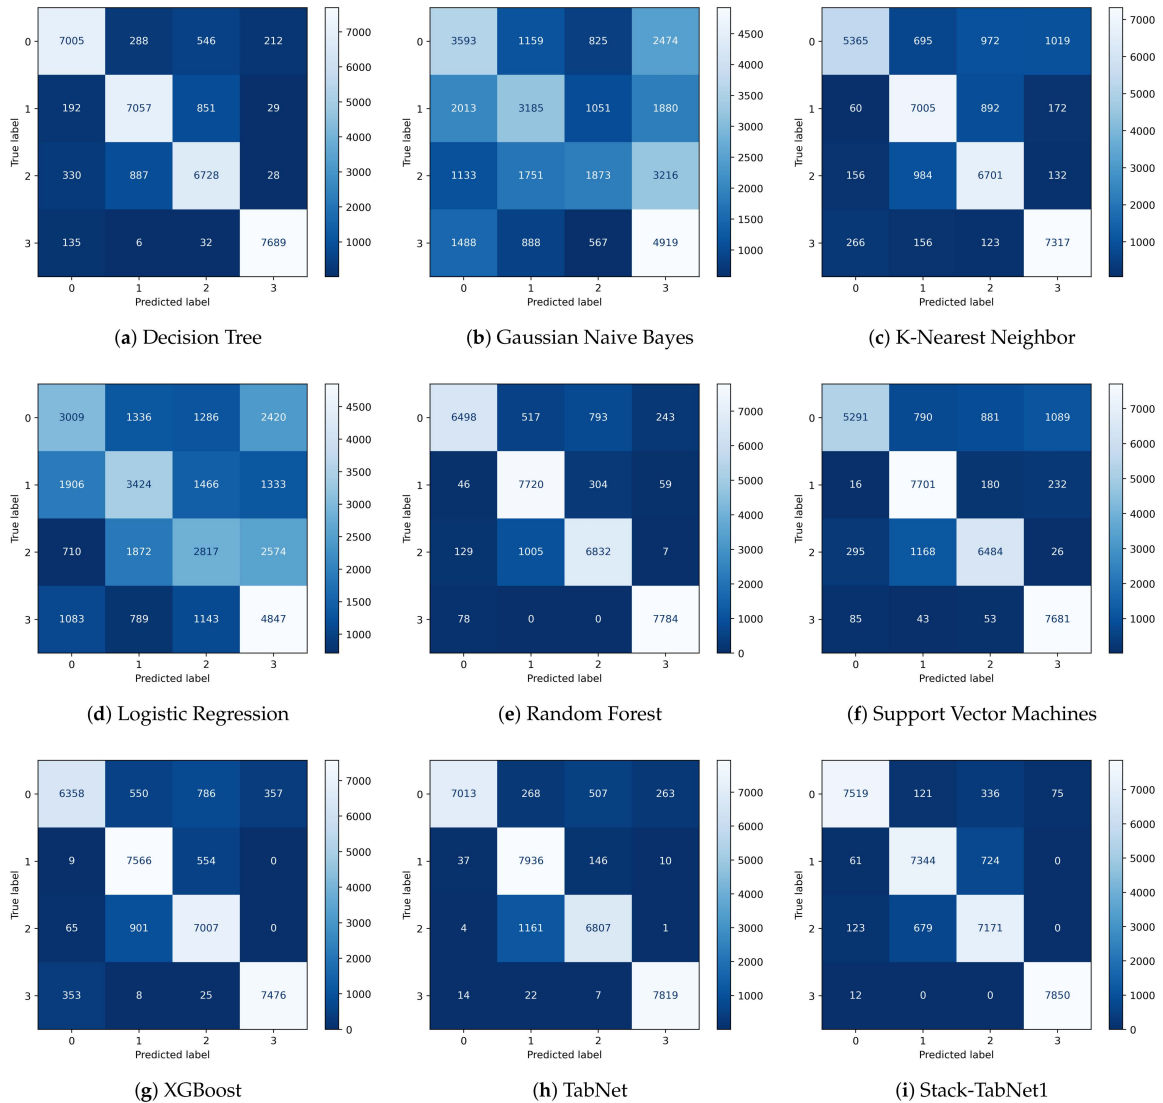 0 7005 288 546 212
1 192 7057 851 29
2 330 887 6728 28
3 135 6 32 7689
0 1 2 3
Predicted label
True label
7000
6000
5000
4000
3000
2000
1000
(a) Decision Tree
0 3593 1159 825 2474
1 2013 3185 1051 1880
2 1133 1751 1873 3216
3 1488 888 567 4919
0 1 2 3
Predicted label
True label
4500
4000
3500
3000
2500
2000
1500
1000
(b) Gaussian Naive Bayes
0 5365 695 972 1019
1 60 7005 892 172
2 156 984 6701 132
3 266 156 123 7317
0 1 2 3
Predicted label
True label
7000
6000
5000
4000
3000
2000
1000
(c) K-Nearest Neighbor
0 3009 1336 1286 2420
1 1906 3424 1466 1333
2 710 1872 2817 2574
3 1083 789 1143 4847
0 1 2 3
Predicted label
True label
4500
4000
3500
3000
2500
2000
1500
1000
(d) Logistic Regression
0 6498 517 793 243
1 46 7720 304 59
2 129 1005 6832 7
3 78 0 0 7784
0 1 2 3
Predicted label
True label
7000
6000
5000
4000
3000
2000
1000
0
(e) Random Forest
0 5291 790 881 1089
1 16 7701 180 232
2 295 1168 6484 26
3 85 43 53 7681
0 1 2 3
Predicted label
True label
7000
6000
5000
4000
3000
2000
1000
(f) Support Vector Machines
0 6358 550 786 357
1 9 7566 554 0
2 65 901 7007 0
3 353 8 25 7476
0 1 2 3
Predicted label
True label
7000
6000
5000
4000
3000
2000
1000
0
(g) XGBoost
0 7013 268 507 263
1 37 7936 146 10
2 4 1161 6807 1
3 14 22 7 7819
0 1 2 3
Predicted label
True label
7000
6000
5000
4000
3000
2000
1000
(h) TabNet
0 7519 121 336 75
1 61 7344 724 0
2 123 679 7171 0
3 12 0 0 7850
0 1 2 3
Predicted label
True label
7000
6000
5000
4000
3000
2000
1000
0
(i) Stack-TabNet1